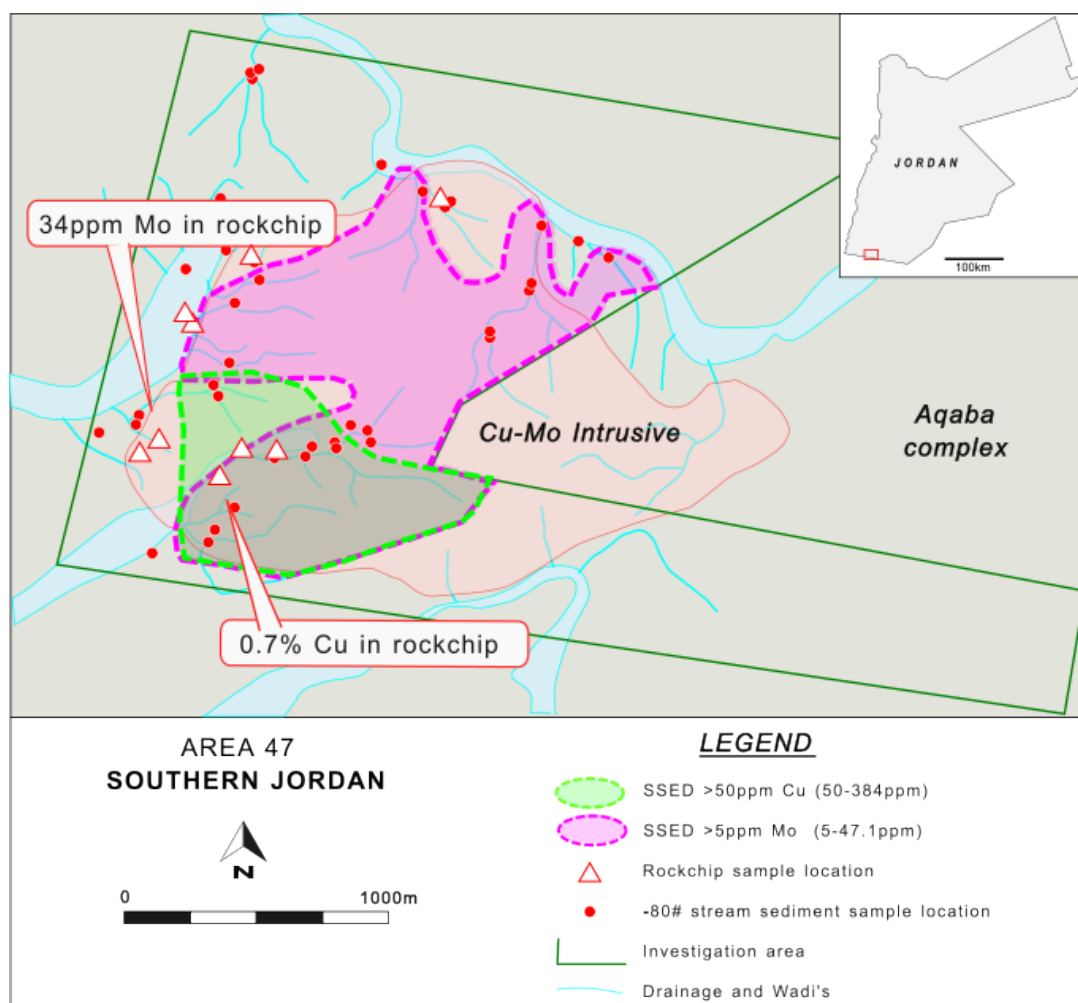 JORDAN
100km
34ppm Mo in rockchip
Cu-Mo Intrusive
Aqaba
complex
0.7% Cu in rockchip
AREA 47
SOUTHERN JORDAN
N
0
1000m
LEGEND
SSED >50ppm Cu (50-384ppm)
SSED >5ppm Mo (5-47.1ppm)
Rockchip sample location
-80# stream sediment sample location
Investigation area
Drainage and Wadi's